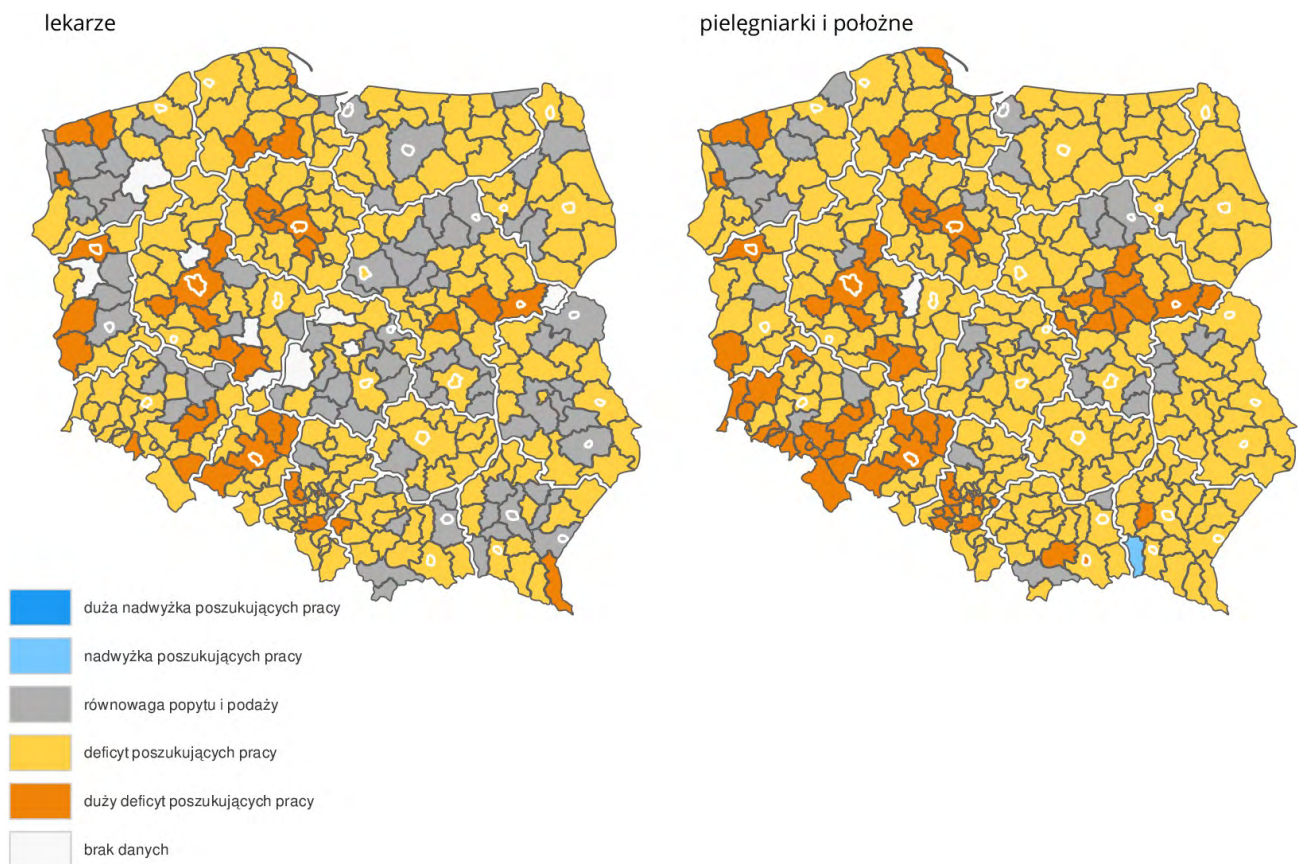 lekarze
pielęgniarki i położne
duża nadwyżka poszukujących pracy
nadwyżka poszukujących pracy
równowaga popytu i podaży
deficyt poszukujących pracy
duży deficyt poszukujących pracy
brak danych